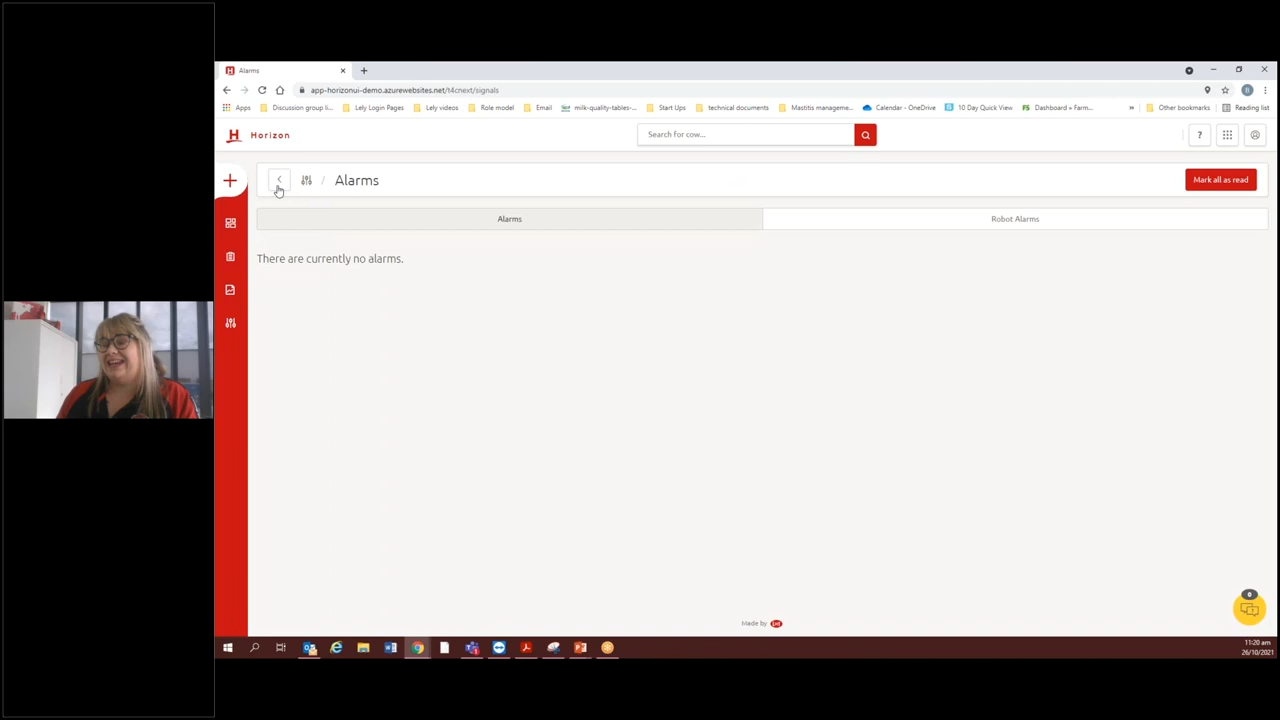 Alarms
app-horizonui-demo.azurewebsites.net/t4cnext/signals
Apps
Discussion group li...
Lely Login Pages
Lely videos
Role model
Email
milk-quality-tables-...
Start Ups
technical documents
Mastitis manageme...
Calendar - OneDrive
10 Day Quick View
Dashboard « Farm...
»
Other bookmarks
Reading list
H Horizon
Search for cow...
?
/ Alarms
Mark all as read
Alarms
Robot Alarms
There are currently no alarms.
0
Made by
11:20 am
26/10/2021